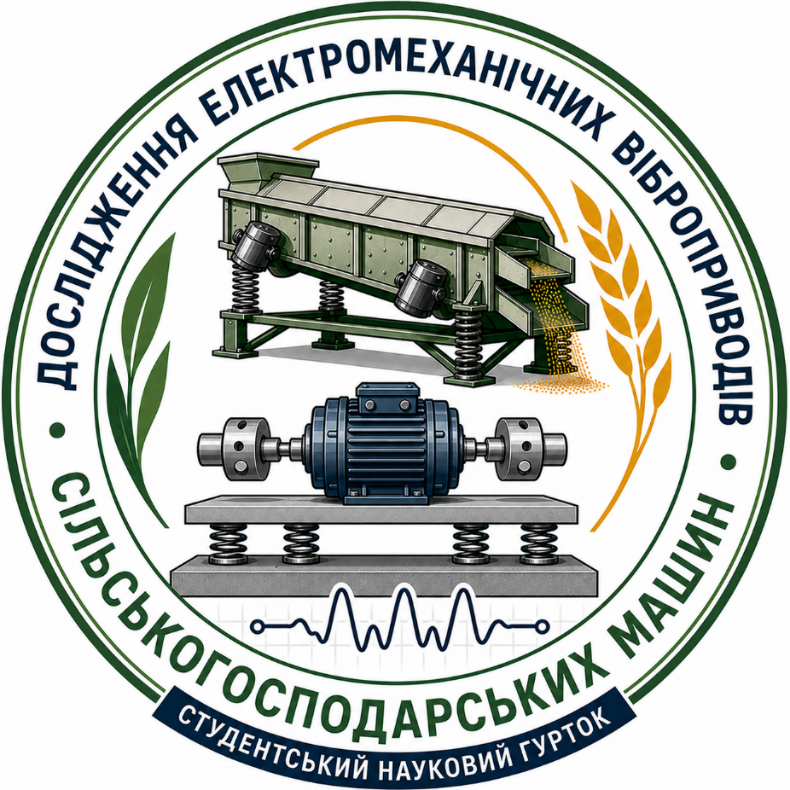 ДОСЛІДЖЕННЯ ЕЛЕКТРОМЕХАНІЧНИХ ВІБРОПРИВОДІВ
СІЛЬСЬКОГОСПОДАРСЬКИХ МАШИН
СТУДЕНТСЬКИЙ НАУКОВИЙ ГУРТОК